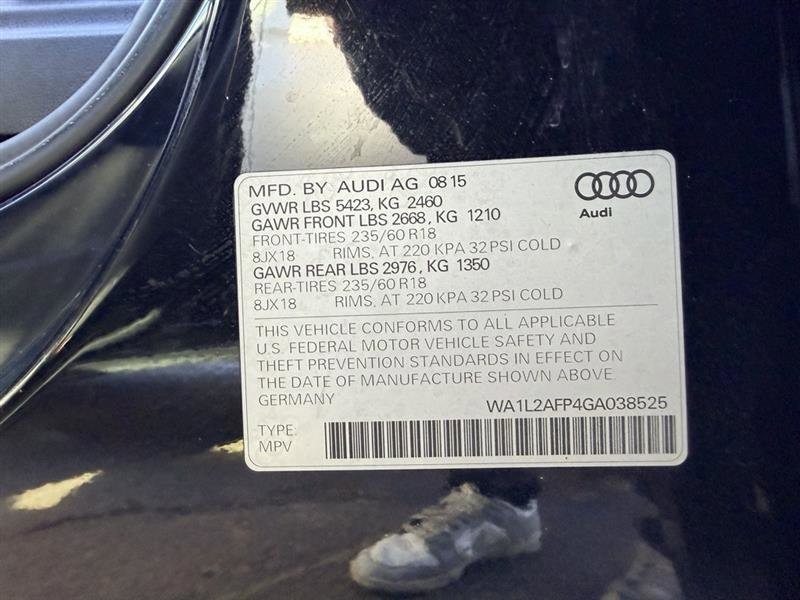 MFD. BY AUDI AG 08 15
GVWR LBS 5423, KG 2460
GAWR FRONT LBS 2668, KG 1210
FRONT-TIRES 235/60 R18
8JX18 RIMS, AT 220 KPA 32 PSI COLD
GAWR REAR LBS 2976, KG 1350
REAR-TIRES 235/60 R18
8JX18 RIMS, AT 220 KPA 32 PSI COLD
Audi
THIS VEHICLE CONFORMS TO ALL APPLICABLE
U.S. FEDERAL MOTOR VEHICLE SAFETY AND
THEFT PREVENTION STANDARDS IN EFFECT ON
THE DATE OF MANUFACTURE SHOWN ABOVE
GERMANY WA1L2AFP4GA038525
TYPE:
MPV